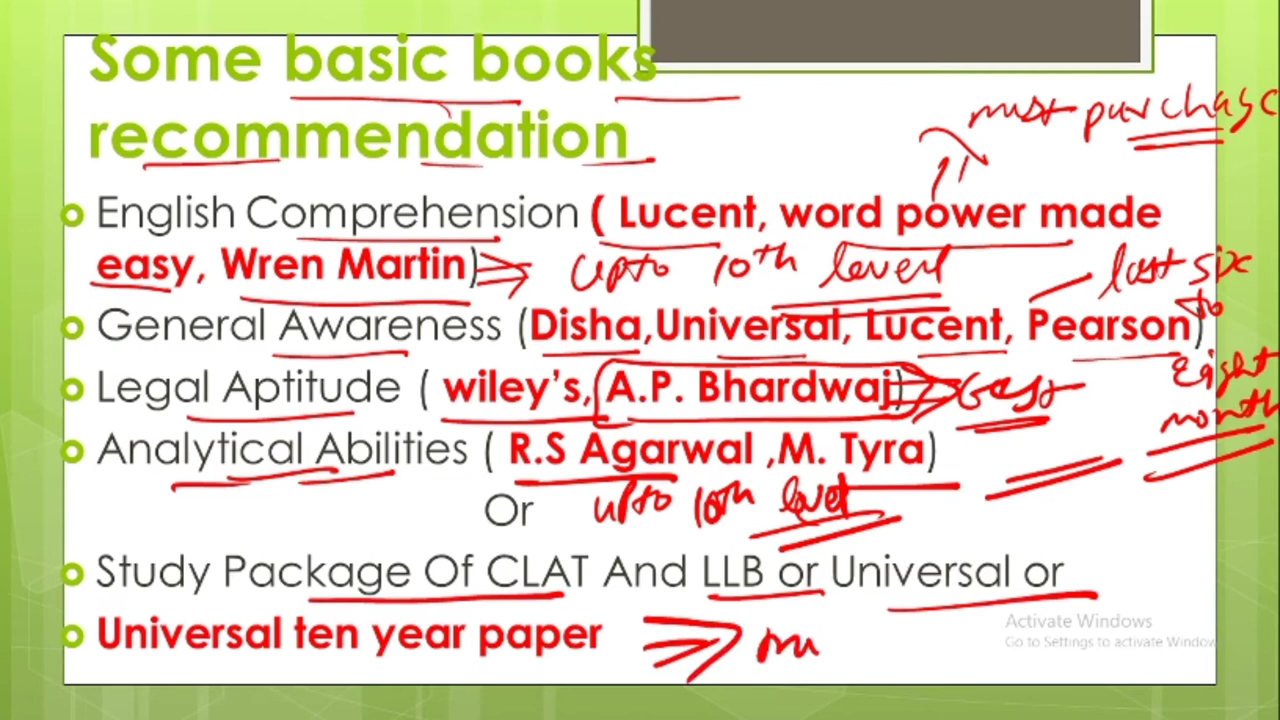 Some basic books
recommendation
must purchase
English Comprehension ( Lucent, word power made
easy, Wren Martin) upto 10th level
last six
to
General Awareness (Disha,Universal, Lucent, Pearson)
Eight
month
Legal Aptitude ( wiley's, A.P. Bhardwaj) Best
Analytical Abilities ( R.S Agarwal ,M. Tyra)
Or upto 10th level
Study Package Of CLAT And LLB or Universal or
Universal ten year paper
Activate Windows
Go to Settings to activate Window